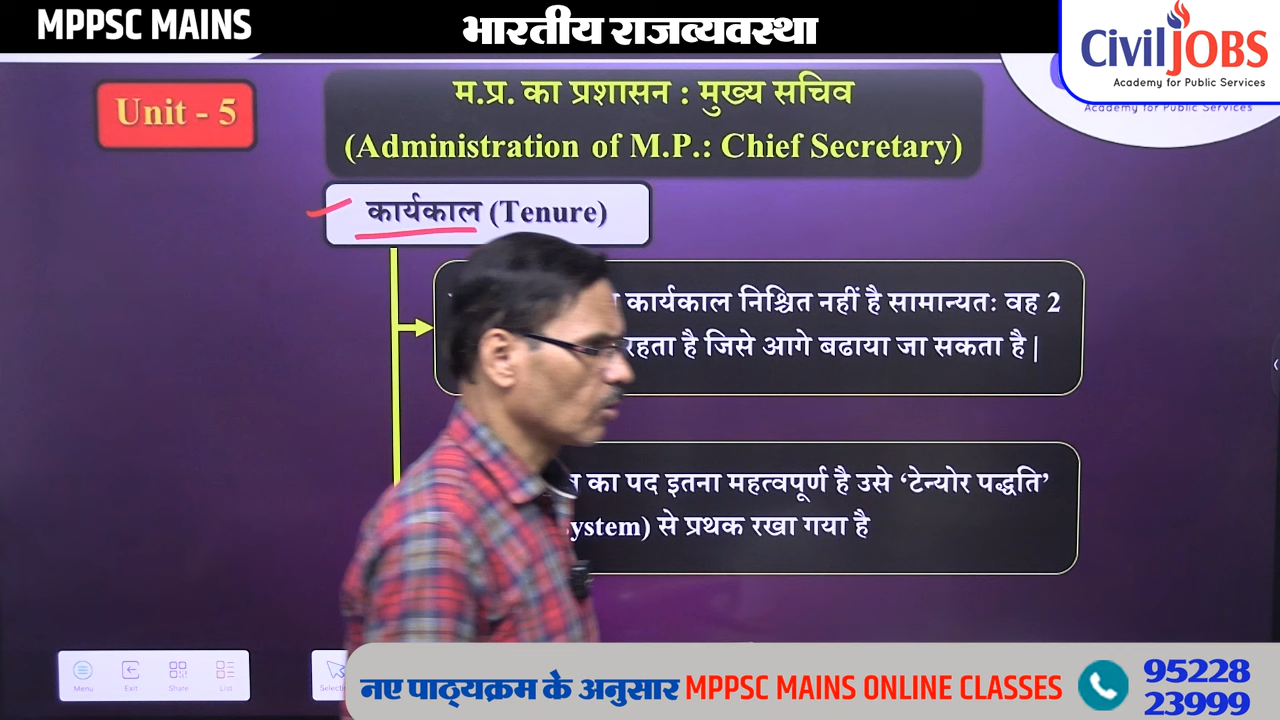 MPPSC MAINS
भारतीय राजव्यवस्था
CivilJOBS
Academy for Public Services
Academy for Public Services
Unit - 5
म.प्र. का प्रशासन : मुख्य सचिव
(Administration of M.P.: Chief Secretary)
कार्यकाल (Tenure)
कार्यकाल निश्चित नहीं है सामान्यतः वह 2
रहता है जिसे आगे बढाया जा सकता है |
का पद इतना महत्वपूर्ण है उसे ‘टेन्योर पद्धति’
ystem) से प्रथक रखा गया है
Menu
Exit
Share
List
नए पाठ्यक्रम के अनुसार MPPSC MAINS ONLINE CLASSES
95228
23999